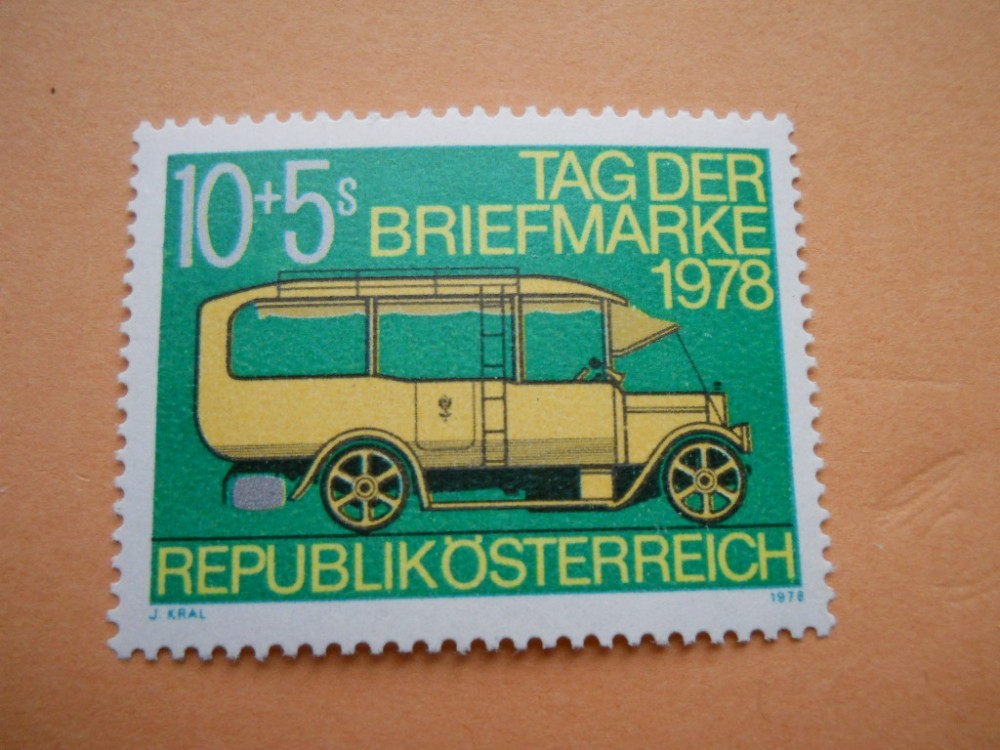 10+5s
TAG DER
BRIEFMARKE
1978
REPUBLIK ÖSTERREICH
J. KRAL
1978